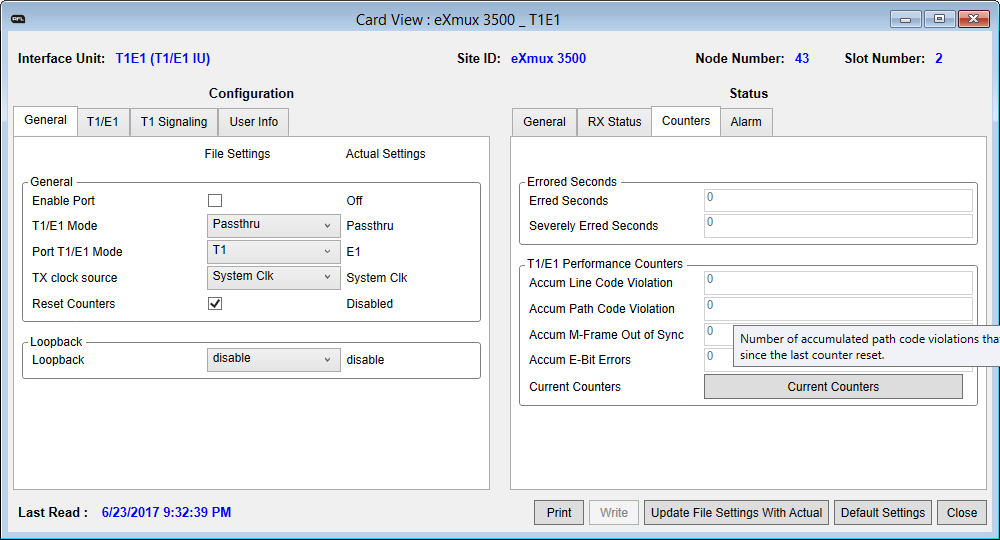 RFL
Card View : eXmux 3500 _ T1E1
Interface Unit: T1E1 (T1/E1 IU) Site ID: eXmux 3500 Node Number: 43 Slot Number: 2
Configuration
General T1/E1 T1 Signaling User Info
File Settings Actual Settings
General
Enable Port Off
T1/E1 Mode Passthru Passthru
Port T1/E1 Mode T1 E1
TX clock source System Clk System Clk
Reset Counters Disabled
Loopback
Loopback disable disable
Status
General RX Status Counters Alarm
Errored Seconds
Erred Seconds 0
Severely Erred Seconds 0
T1/E1 Performance Counters
Accum Line Code Violation 0
Accum Path Code Violation 0
Accum M-Frame Out of Sync 0
Accum E-Bit Errors 0
Number of accumulated path code violations tha
since the last counter reset.
Current Counters Current Counters
Last Read : 6/23/2017 9:32:39 PM
Print Write Update File Settings With Actual Default Settings Close